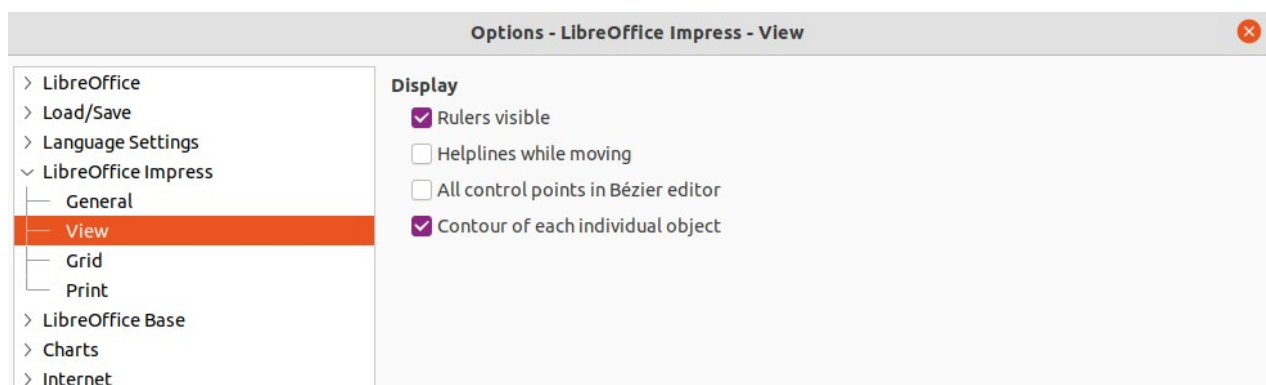 Options - LibreOffice Impress - View
LibreOffice
Load/Save
Language Settings
LibreOffice Impress
General
View
Grid
Print
LibreOffice Base
Charts
Internet
Display
Rulers visible
Helplines while moving
All control points in Bézier editor
Contour of each individual object